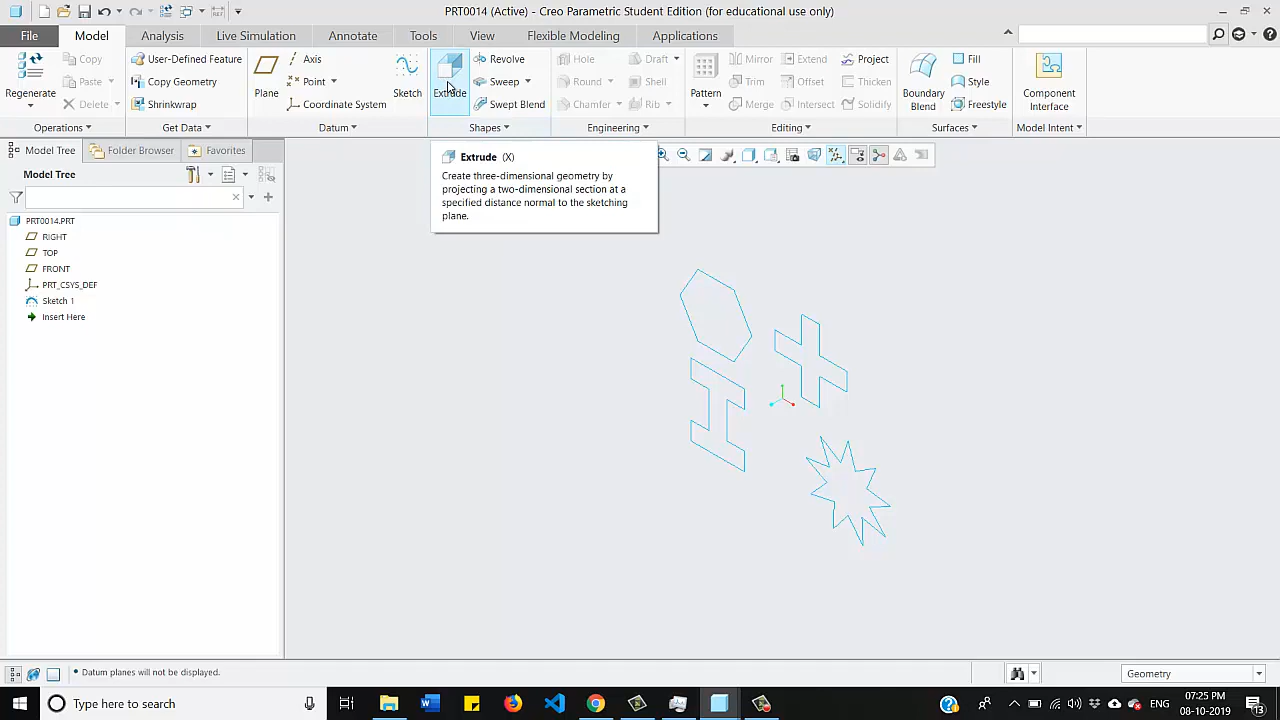 PRT0014 (Active) - Creo Parametric Student Edition (for educational use only)
File Model Analysis Live Simulation Annotate Tools View Flexible Modeling Applications
Regenerate
Copy
Paste
Delete
Operations
User-Defined Feature
Copy Geometry
Shrinkwrap
Get Data
Plane
Axis
Point
Coordinate System
Sketch
Datum
Extrude
Revolve
Sweep
Swept Blend
Shapes
Hole
Round
Chamfer
Draft
Shell
Rib
Engineering
Pattern
Mirror
Trim
Merge
Extend
Offset
Intersect
Project
Thicken
Solidify
Editing
Boundary
Blend
Fill
Style
Freestyle
Surfaces
Component
Interface
Model Intent
Model Tree Folder Browser Favorites
Model Tree
PRT0014.PRT
RIGHT
TOP
FRONT
PRT_CSYS_DEF
Sketch 1
Insert Here
Extrude (X)
Create three-dimensional geometry by
projecting a two-dimensional section at a
specified distance normal to the sketching
plane.
• Datum planes will not be displayed.
Geometry
Type here to search
ENG
07:25 PM
08-10-2019